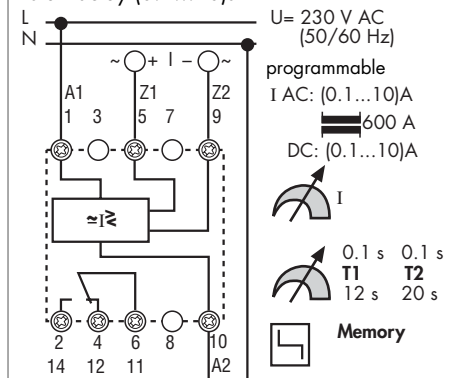 L
N
U= 230 V AC
(50/60 Hz)
~ + I − ~
programmable
A1 Z1 Z2
1 3 5 7 9
I AC: (0.1...10)A
600 A
DC: (0.1...10)A
≂I≷
I
0.1 s 0.1 s
T1 T2
12 s 20 s
Memory
2 4 6 8 10
14 12 11 A2